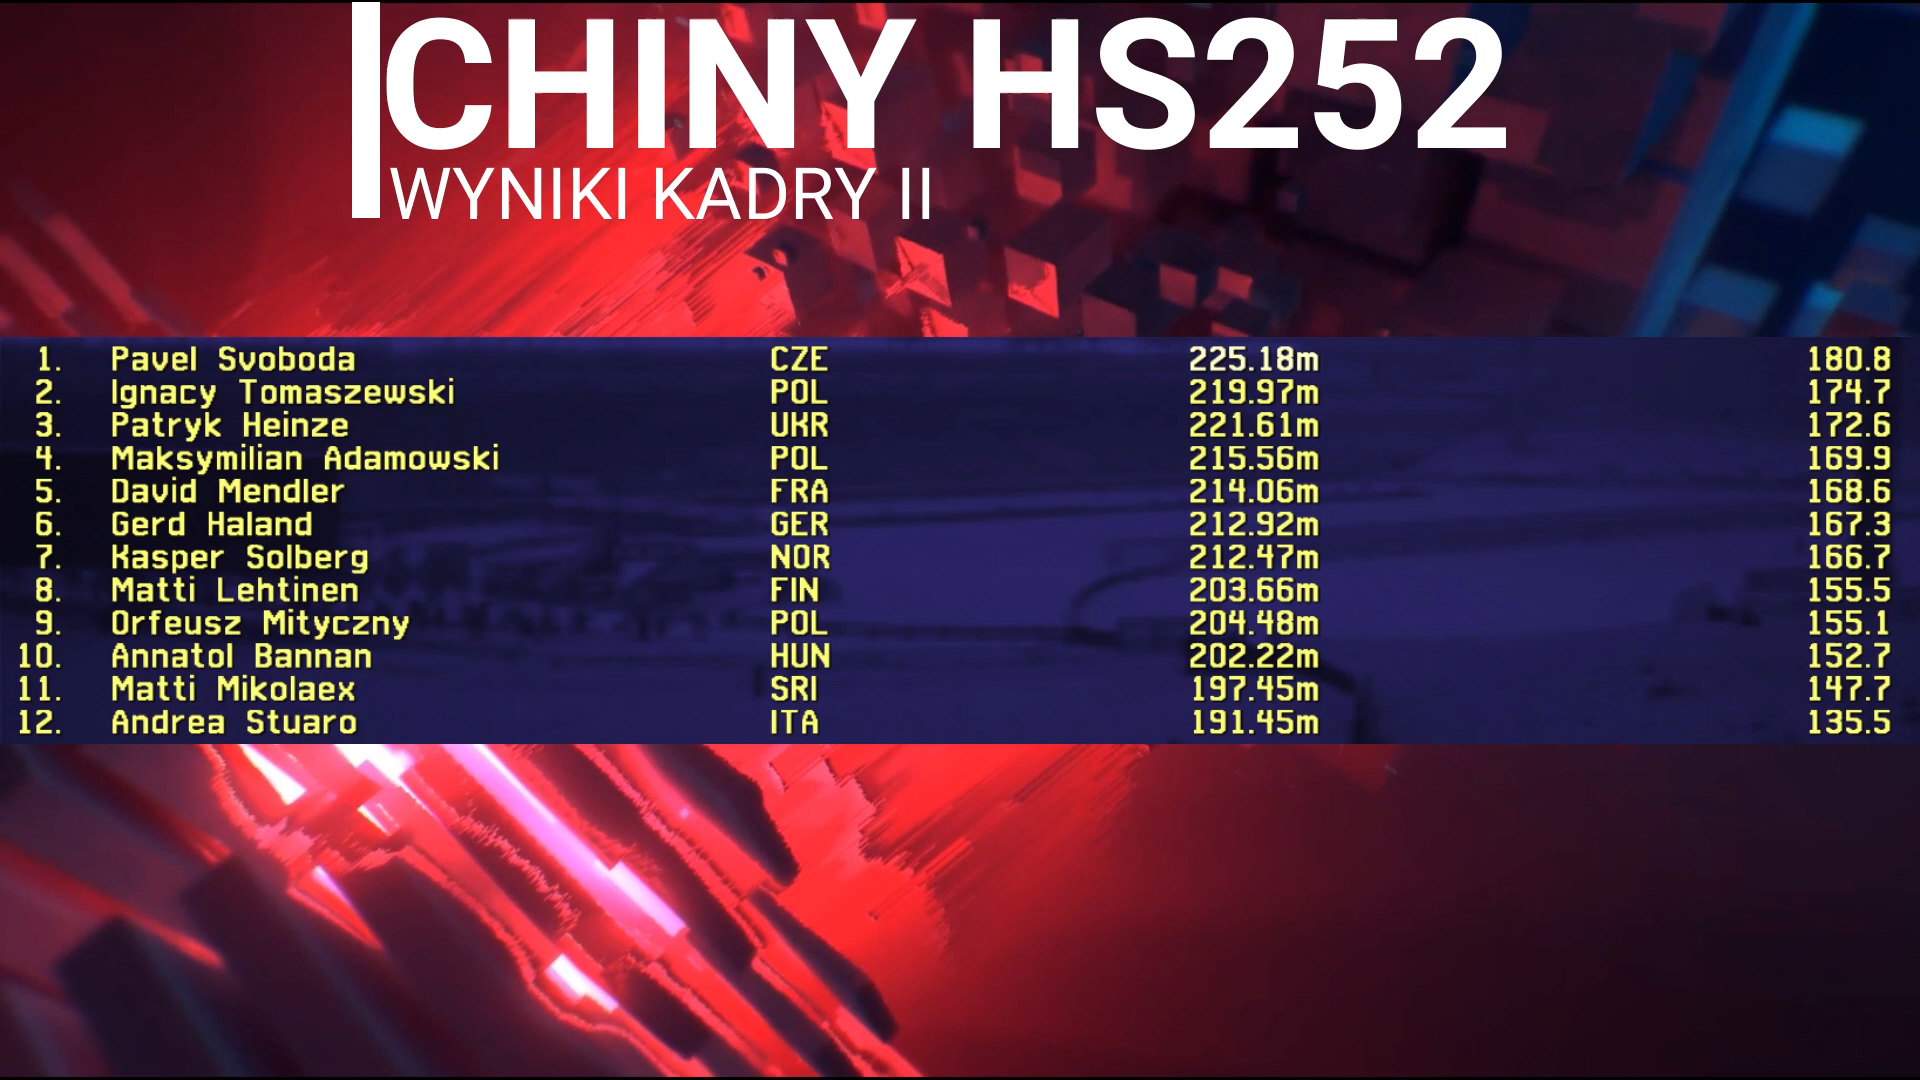 CHINY HS252
WYNIKI KADRY II
1. Pavel Svoboda CZE 225.18m 180.8
2. Ignacy Tomaszewski POL 219.97m 174.7
3. Patryk Heinze UKR 221.61m 172.6
4. Maksymilian Adamowski POL 215.56m 169.9
5. David Mendler FRA 214.06m 168.6
6. Gerd Haland GER 212.92m 167.3
7. Kasper Solberg NOR 212.47m 166.7
8. Matti Lehtinen FIN 203.66m 155.5
9. Orfeusz Mityczny POL 204.48m 155.1
10. Annatol Bannan HUN 202.22m 152.7
11. Matti Mikolaex SRI 197.45m 147.7
12. Andrea Stuaro ITA 191.45m 135.5